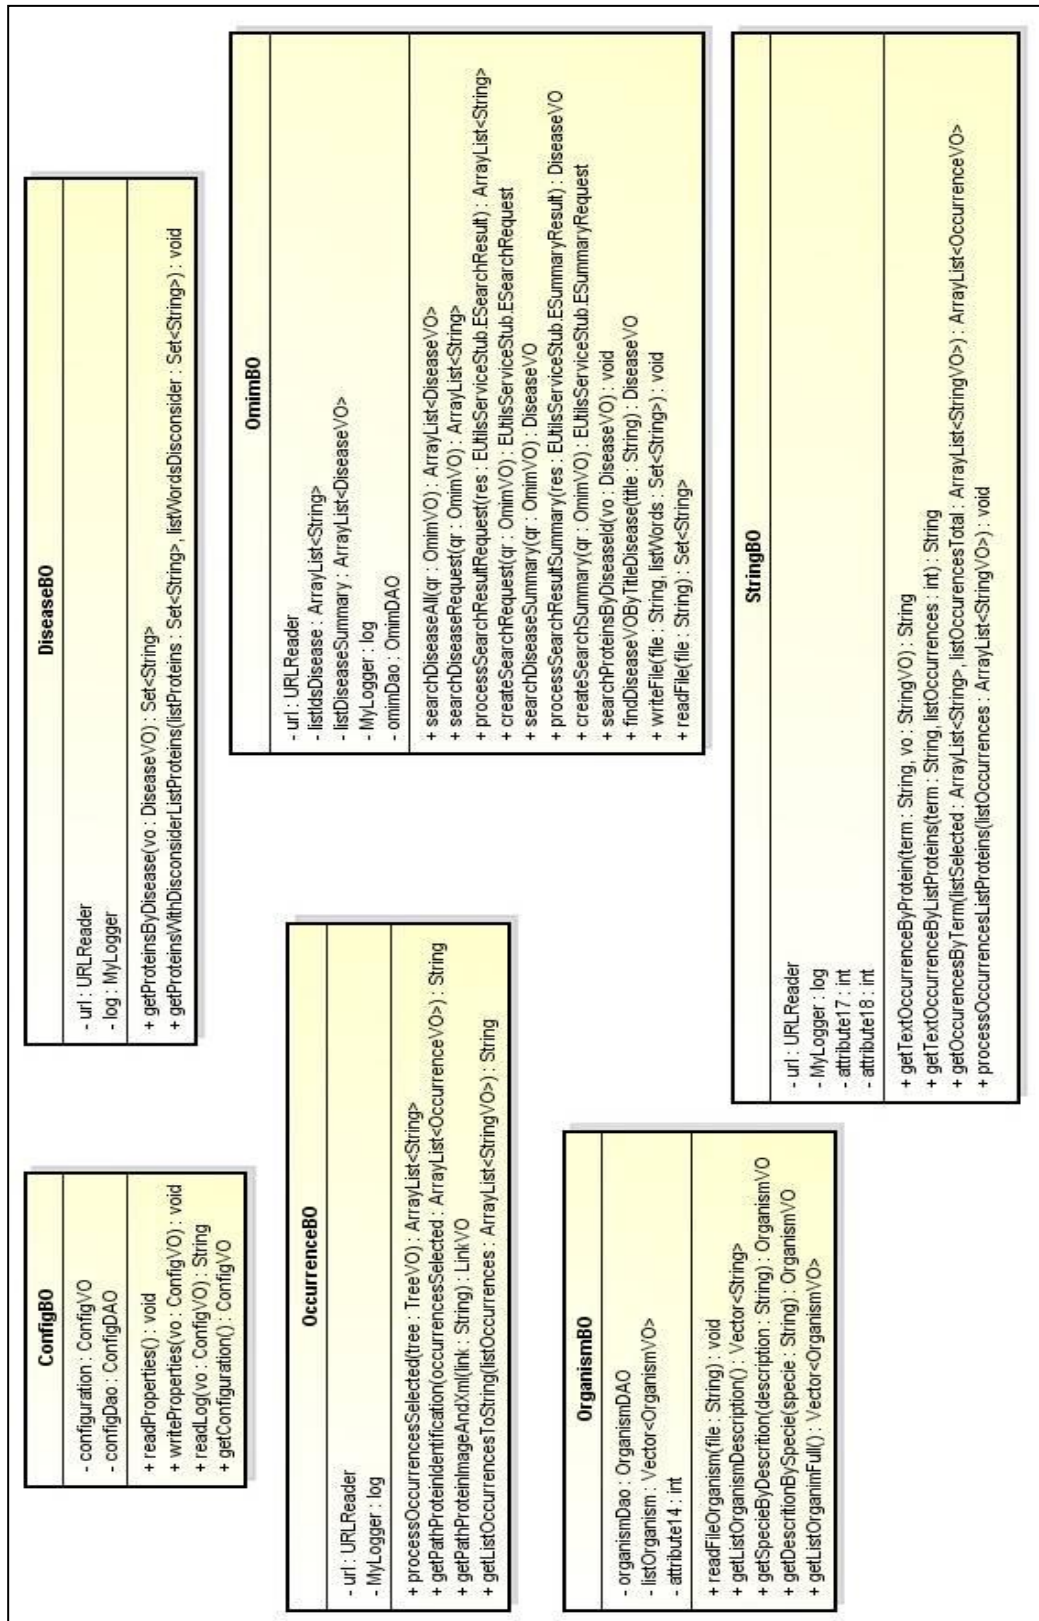 ConfigBO
- configuration : ConfigVO
- configDao : ConfigDAO
+ readProperties() : void
+ writeProperties(vo : ConfigVO) : void
+ readLog(vo : ConfigVO) : String
+ getConfiguration() : ConfigVO
DiseaseBO
- url : URLReader
- log : MyLogger
+ getProteinsByDisease(vo : DiseaseVO) : Set<String>
+ getProteinsWithDisconsiderListProteins(listProteins : Set<String>, listWordsDisconsider : Set<String>) : void
OccurrenceBO
- url : URLReader
- MyLogger : log
+ processOccurrencesSelected(tree : TreeVO) : ArrayList<String>
+ getPathProteinIdentification(occurrencesSelected : ArrayList<OccurrenceVO>) : String
+ getPathProteinImageAndXml(link : String) : LinkVO
+ getListOccurrencesToString(listOccurrences : ArrayList<StringVO>) : String
OmimBO
- url : URLReader
- listIdsDisease : ArrayList<String>
- listDiseaseSummary : ArrayList<DiseaseVO>
- MyLogger : log
- omimDao : OmimDAO
+ searchDiseaseAll(qr : OmimVO) : ArrayList<DiseaseVO>
+ searchDiseaseRequest(qr : OmimVO) : ArrayList<String>
+ processSearchResultRequest(res : EUtilsServiceStub.ESearchResult) : ArrayList<String>
+ createSearchRequest(qr : OmimVO) : EUtilsServiceStub.ESearchRequest
+ searchDiseaseSummary(qr : OmimVO) : DiseaseVO
+ processSearchResultSummary(res : EUtilsServiceStub.ESummaryResult) : DiseaseVO
+ createSearchSummary(qr : OmimVO) : EUtilsServiceStub.ESummaryRequest
+ searchProteinsByDiseaseId(vo : DiseaseVO) : void
+ findDiseaseVOByTitleDisease(title : String) : DiseaseVO
+ writeFile(file : String, listWords : Set<String>) : void
+ readFile(file : String) : Set<String>
OrganismBO
- organismDao : OrganismDAO
- listOrganism : Vector<OrganismVO>
- attribute14 : int
+ readFileOrganism(file : String) : void
+ getListOrganismDescription() : Vector<String>
+ getSpecieByDescrition(description : String) : OrganismVO
+ getDescritionBySpecie(specie : String) : OrganismVO
+ getListOrganimFull() : Vector<OrganismVO>
StringBO
- url : URLReader
- MyLogger : log
- attribute17 : int
- attribute18 : int
+ getTextOccurrenceByProtein(term : String, vo : StringVO) : String
+ getTextOccurrenceByListProteins(term : String, listOccurrences : int) : String
+ getOccurencesByTerm(listSelected : ArrayList<String>, listOccurencesTotal : ArrayList<StringVO>) : ArrayList<OccurrenceVO>
+ processOccurrencesListProteins(listOccurrences : ArrayList<StringVO>) : void